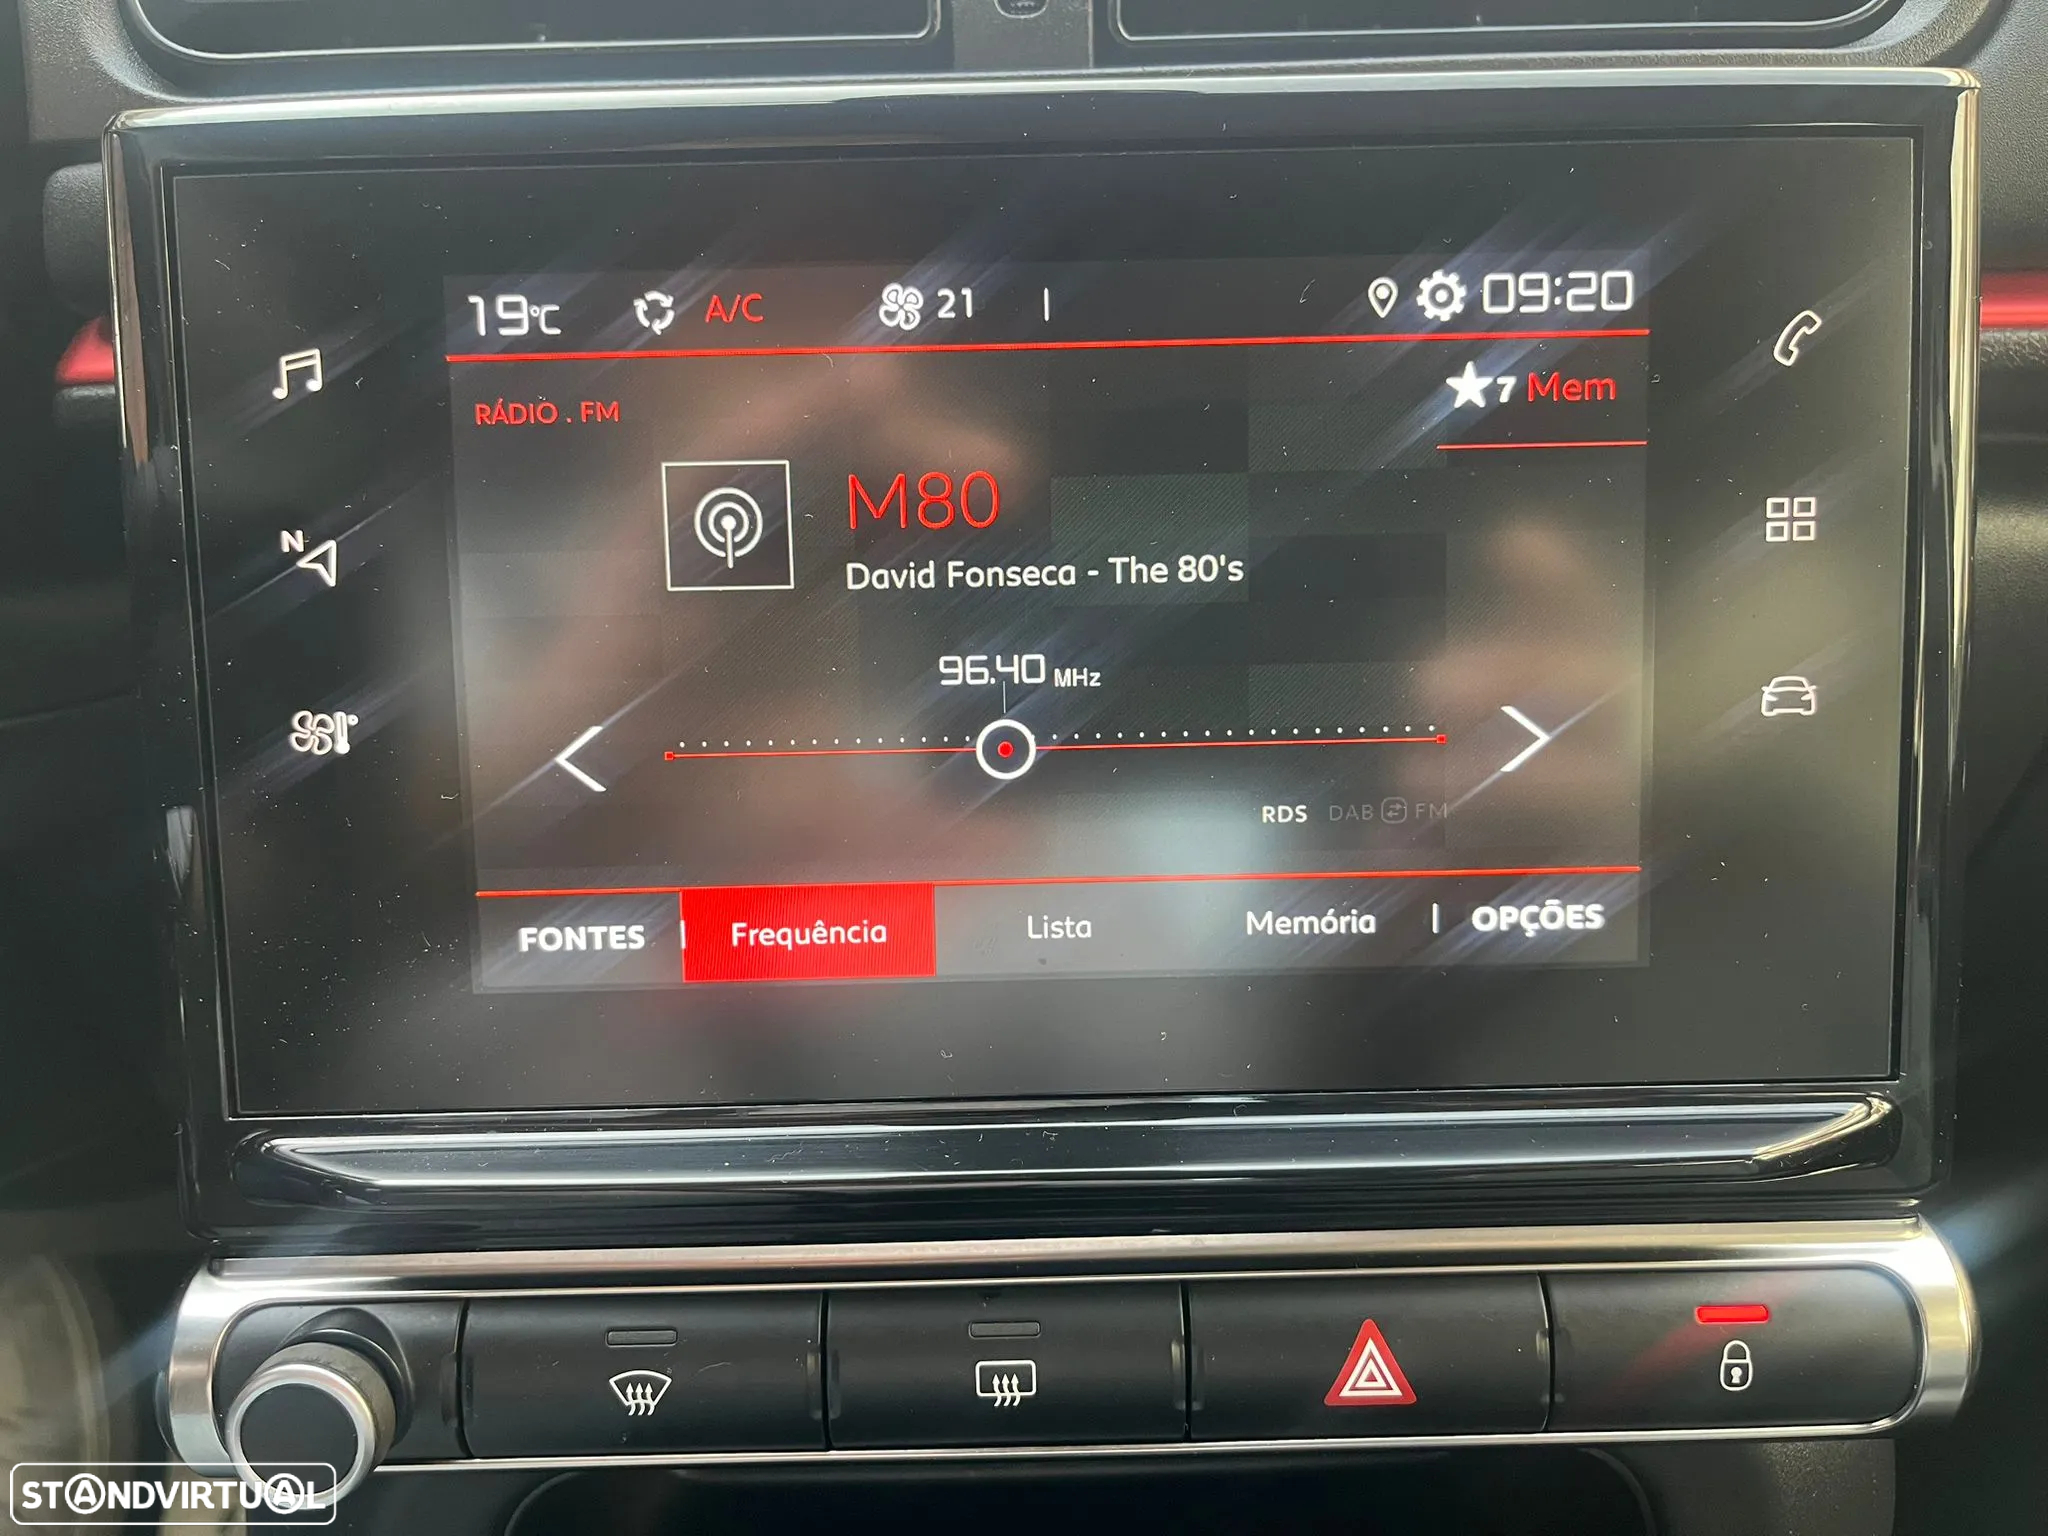 19°C A/C 21 09:20
RÁDIO . FM
7 Mem
M80
David Fonseca - The 80's
N
96.40 MHz
RDS DAB FM
FONTES Frequência Lista Memória OPÇÕES
STANDVIRTUAL